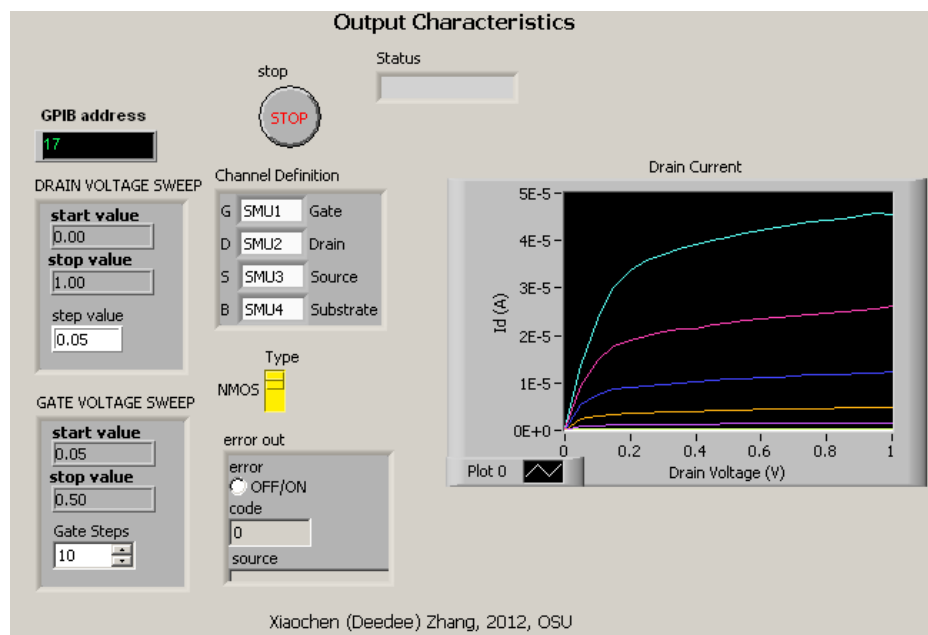 Output Characteristics
Status
stop
STOP
GPIB address
17
DRAIN VOLTAGE SWEEP
start value
0.00
stop value
1.00
step value
0.05
Channel Definition
G SMU1 Gate
D SMU2 Drain
S SMU3 Source
B SMU4 Substrate
Type
NMOS
GATE VOLTAGE SWEEP
start value
0.05
stop value
0.50
Gate Steps
10
error out
error
OFF/ON
code
0
source
Drain Current
5E-5
4E-5
3E-5
2E-5
1E-5
0E+0
Id (A)
0 0.2 0.4 0.6 0.8 1
Drain Voltage (V)
Plot 0
Xiaochen (Deedee) Zhang, 2012, OSU